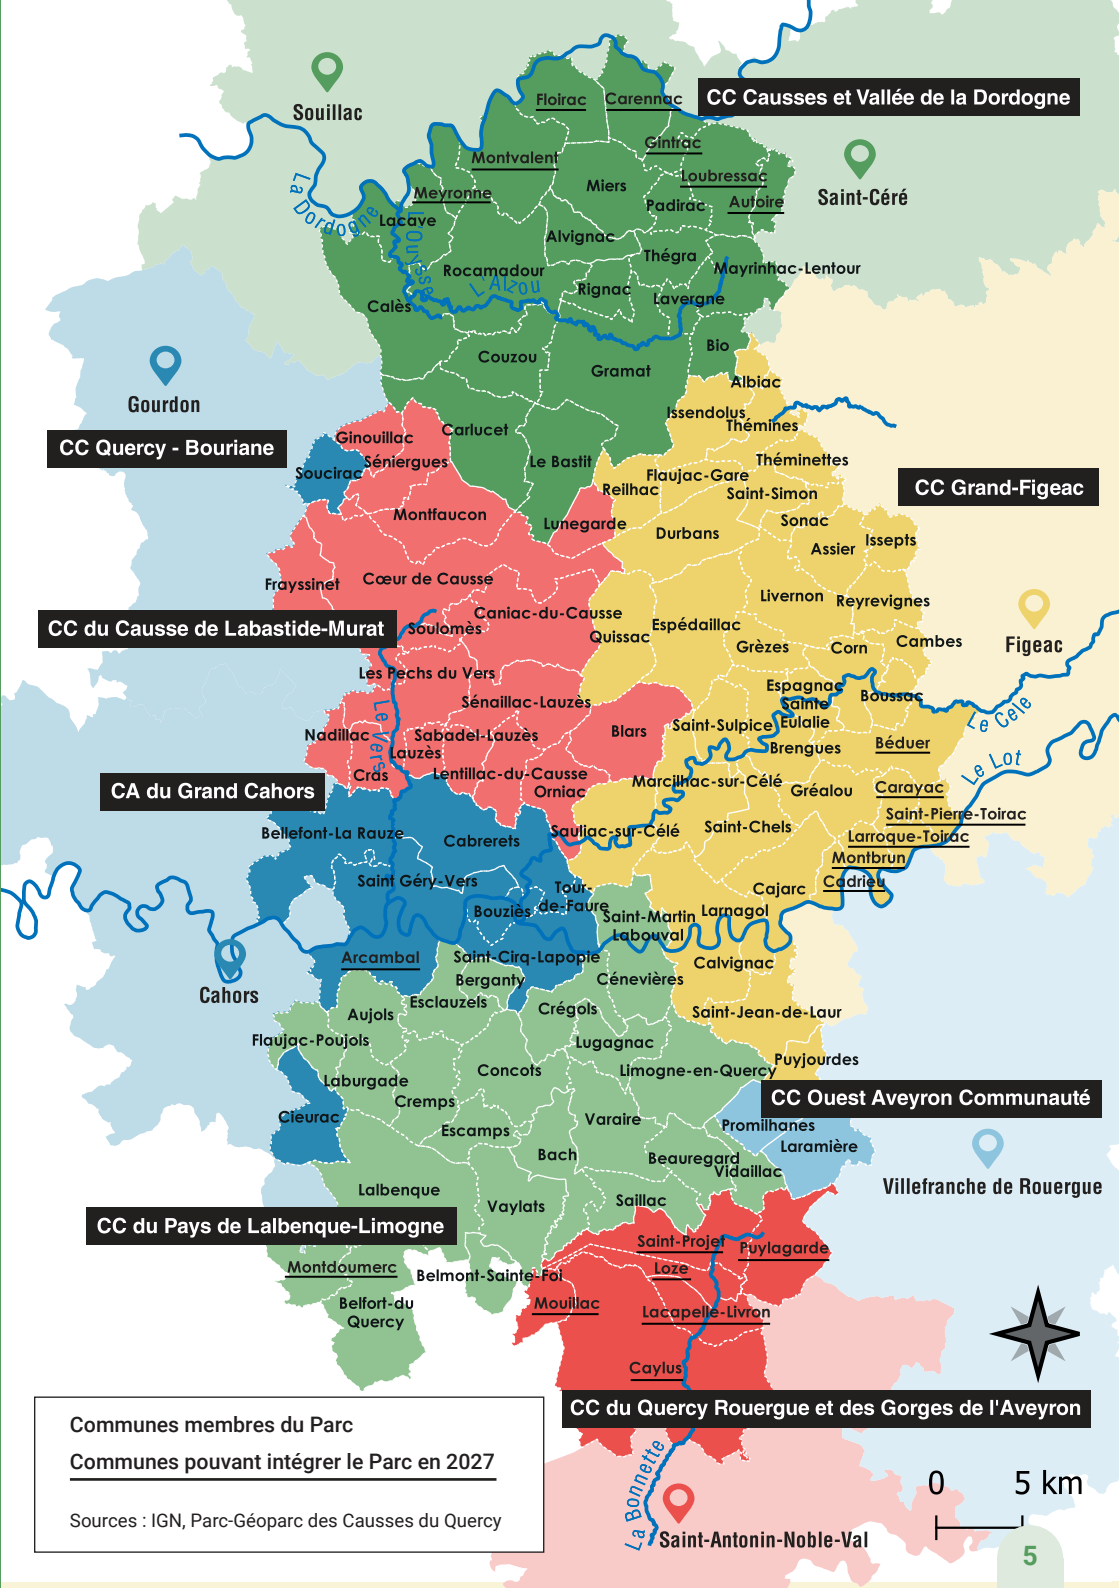 Souillac
Floirac
Carennac
CC Causses et Vallée de la Dordogne
Gintrac
Montvalent
Loubressac
Miers
Saint-Céré
Meyronne
Padirac
Autoire
La Dordogne
Lacave
L'Ouysse
Alvignac
Thégra
Mayrinhac-Lentour
Rocamadour
L'Alzou
Rignac
Lavergne
Calès
Bio
Couzou
Gramat
Gourdon
Albiac
Issendolus
Thémines
CC Quercy - Bouriane
Ginouillac
Carlucet
Séniergues
Le Bastit
Théminettes
Soucirac
Flaujac-Gare
Reilhac
Saint-Simon
CC Grand-Figeac
Montfaucon
Lunegarde
Durbans
Sonac
Assier
Issepts
Frayssinet
Cœur de Causse
Livernon
Reyrevignes
Caniac-du-Causse
CC du Causse de Labastide-Murat
Soulomès
Quissac
Espédaillac
Grèzes
Corn
Cambes
Figeac
Les Pechs du Vers
Espagnac
Sainte
Eulalie
Boussac
Sénaillac-Lauzès
Le Vers
Le Célé
Nadillac
Sabadel-Lauzès
Blars
Saint-Sulpice
Brengues
Béduer
Lauzès
Le Lot
Cras
Lentillac-du-Causse
Orniac
Marcilhac-sur-Célé
Gréalou
Carayac
CA du Grand Cahors
Saint-Pierre-Toirac
Bellefont-La Rauze
Cabrerets
Sauliac-sur-Célé
Saint-Chels
Larroque-Toirac
Montbrun
Saint Géry-Vers
Tour-
de-Faure
Cajarc
Cadrieu
Bouziès
Saint-Martin
Labouval
Larnagol
Arcambal
Saint-Cirq-Lapopie
Calvignac
Cahors
Berganty
Cénevières
Esclauzels
Crégols
Saint-Jean-de-Laur
Aujols
Flaujac-Poujols
Lugagnac
Puyjourdes
Laburgade
Concots
Limogne-en-Quercy
CC Ouest Aveyron Communauté
Cremps
Cieurac
Varaire
Promilhanes
Escamps
Laramière
Bach
Beauregard
Vidaillac
Villefranche de Rouergue
Lalbenque
Vaylats
Saillac
CC du Pays de Lalbenque-Limogne
Saint-Projet
Puylagarde
Montdoumerc
Belmont-Sainte-Foi
Loze
Belfort-du
Quercy
Mouillac
Lacapelle-Livron
Caylus
CC du Quercy Rouergue et des Gorges de l'Aveyron
Communes membres du Parc
Communes pouvant intégrer le Parc en 2027
Sources : IGN, Parc-Géoparc des Causses du Quercy
La Bonnette
Saint-Antonin-Noble-Val
0 5 km
5